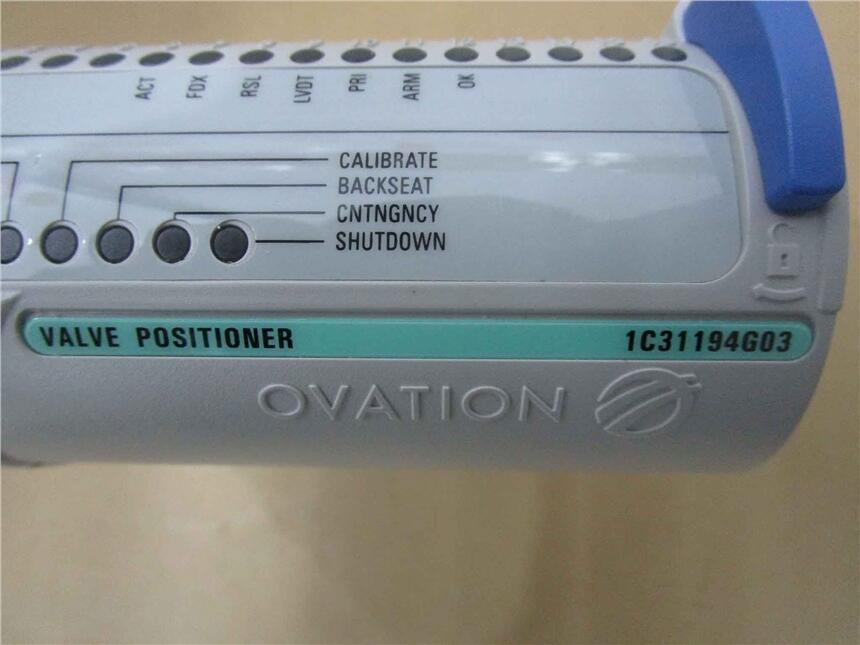 ACT FDX RSL LVDT PRI ARM OK
CALIBRATE
BACKSEAT
CNTNGNCY
SHUTDOWN
VALVE POSITIONER 1C31194G03
OVATION